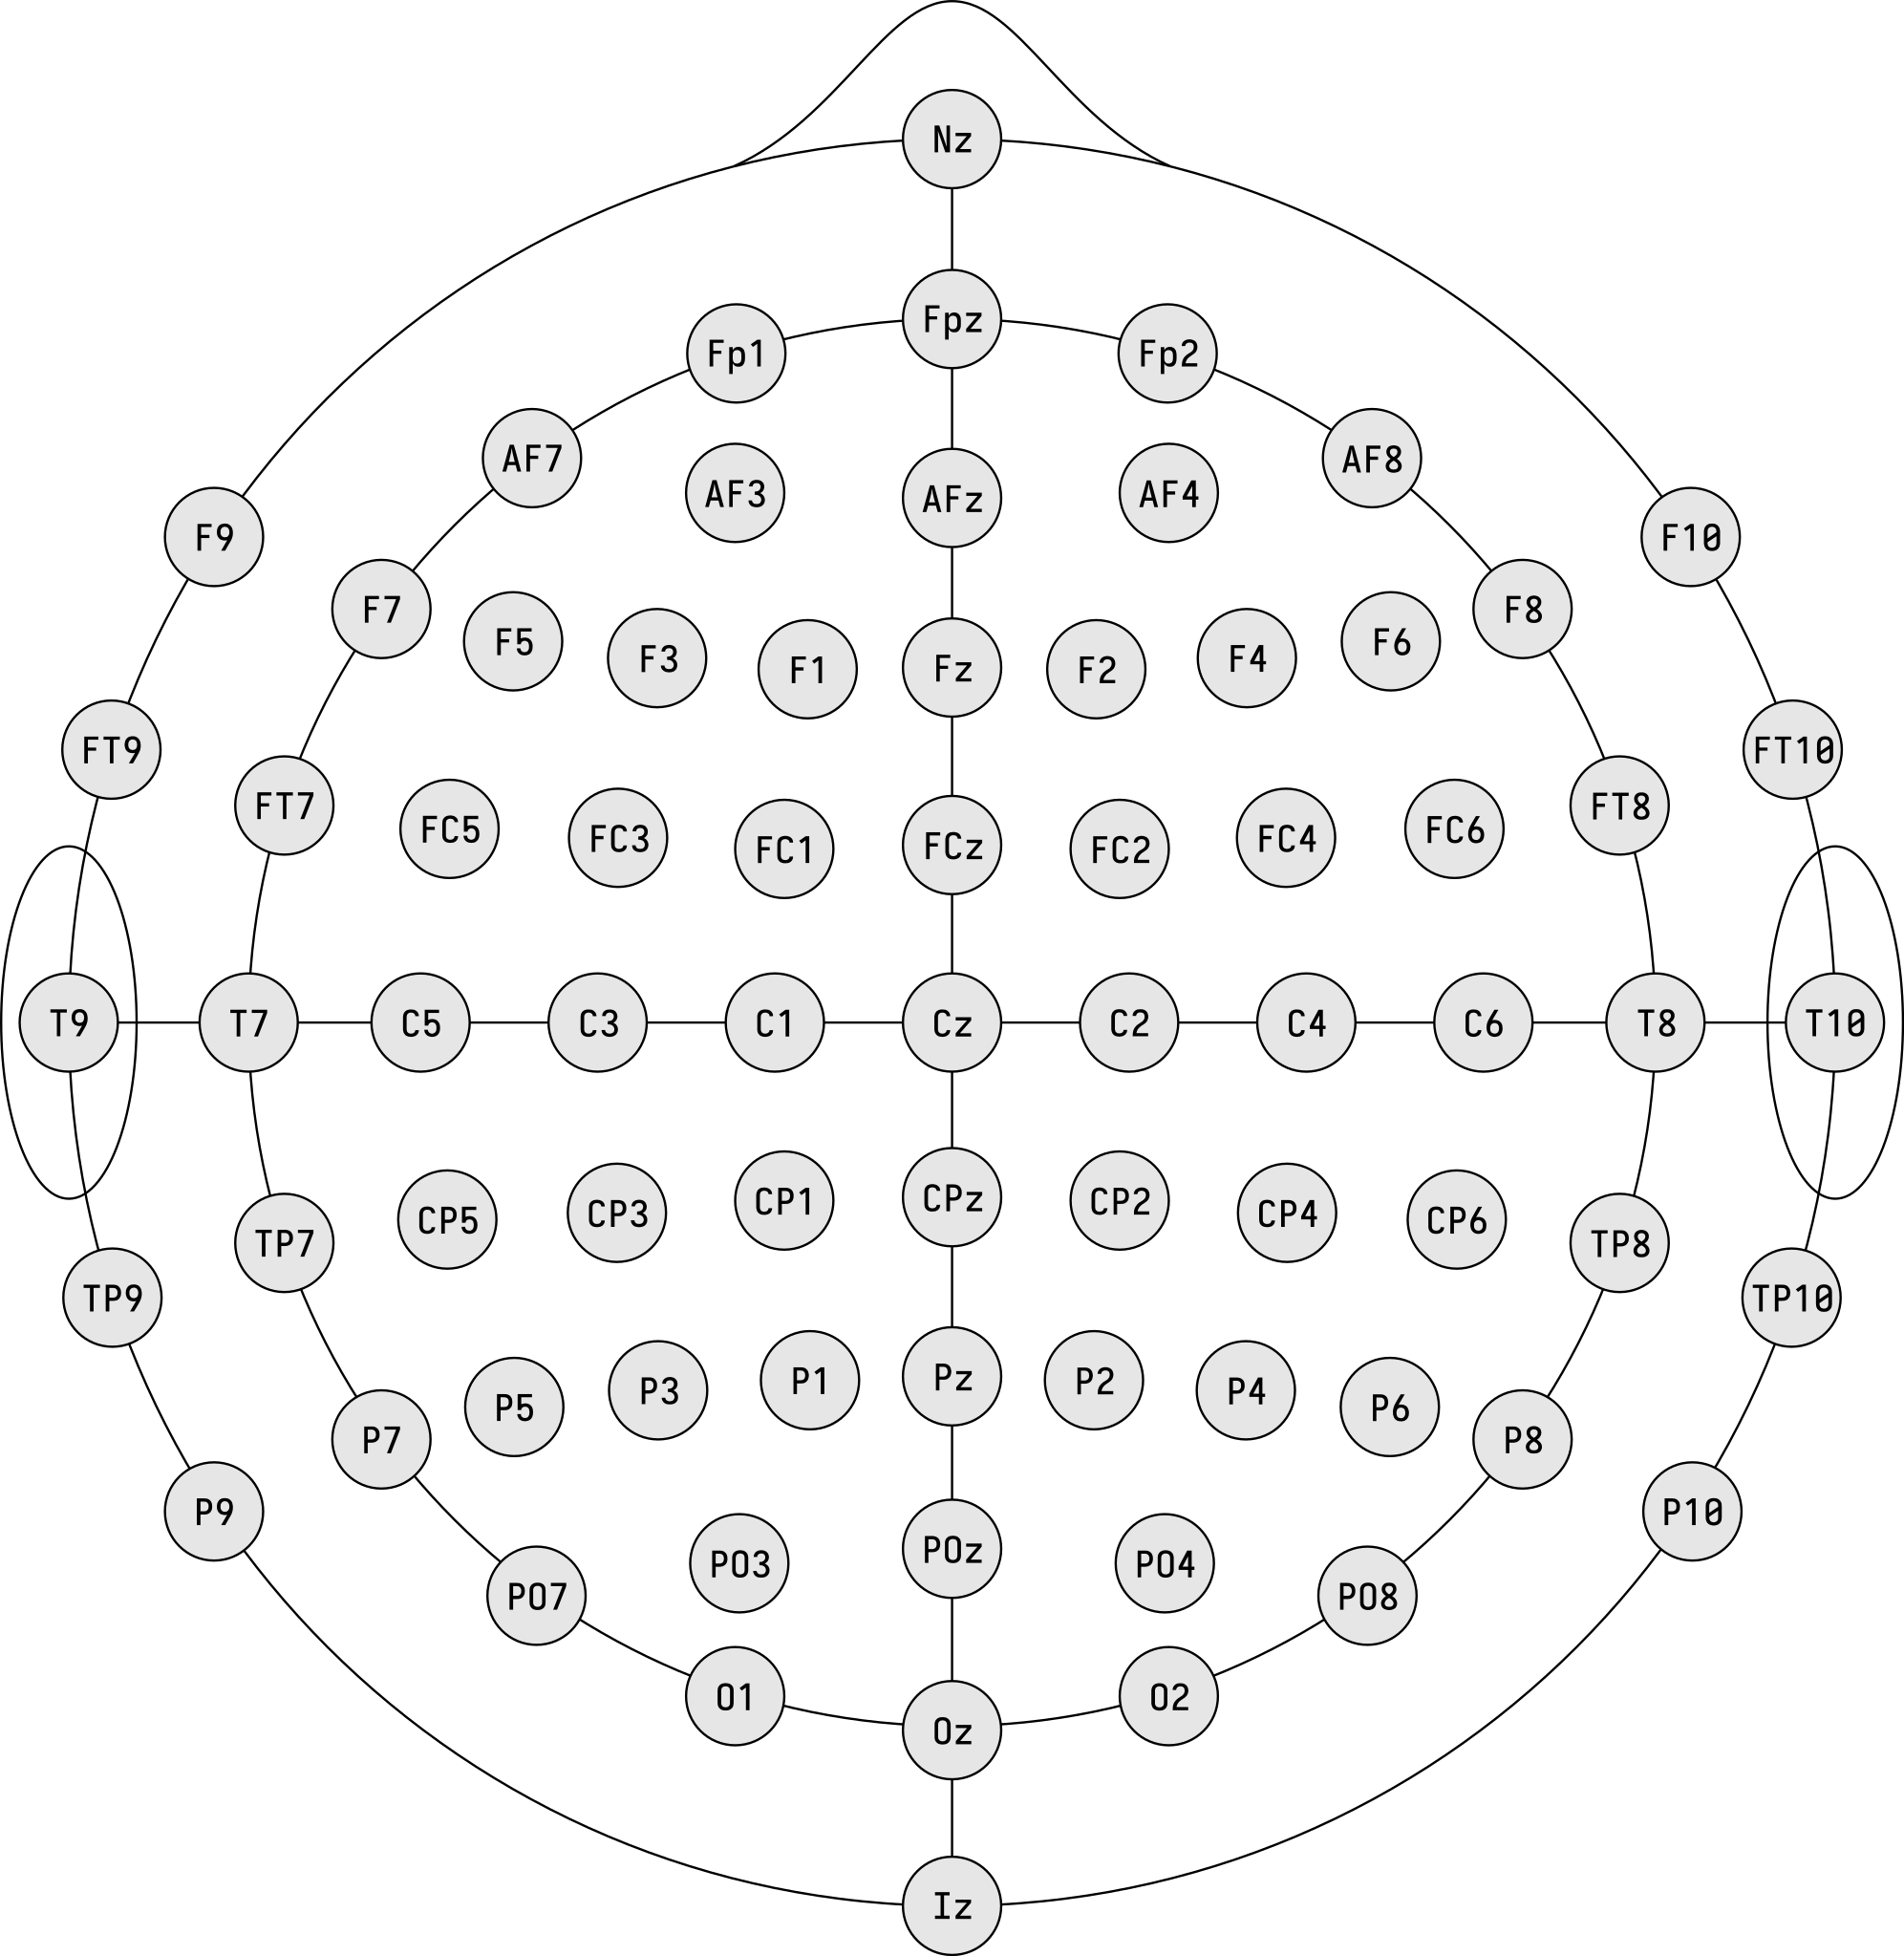 Nz
Fpz
Fp1 Fp2
AF7 AF8
AF3 AFz AF4
F9 F10
F7 F8
F5 F3 F1 Fz F2 F4 F6
FT9 FT10
FT7 FT8
FC5 FC3 FC1 FCz FC2 FC4 FC6
T9 T7 C5 C3 C1 Cz C2 C4 C6 T8 T10
CP5 CP3 CP1 CPz CP2 CP4 CP6
TP7 TP8
TP9 TP10
P5 P3 P1 Pz P2 P4 P6
P7 P8
P9 P10
PO3 POz PO4
PO7 PO8
O1 O2
Oz
Iz